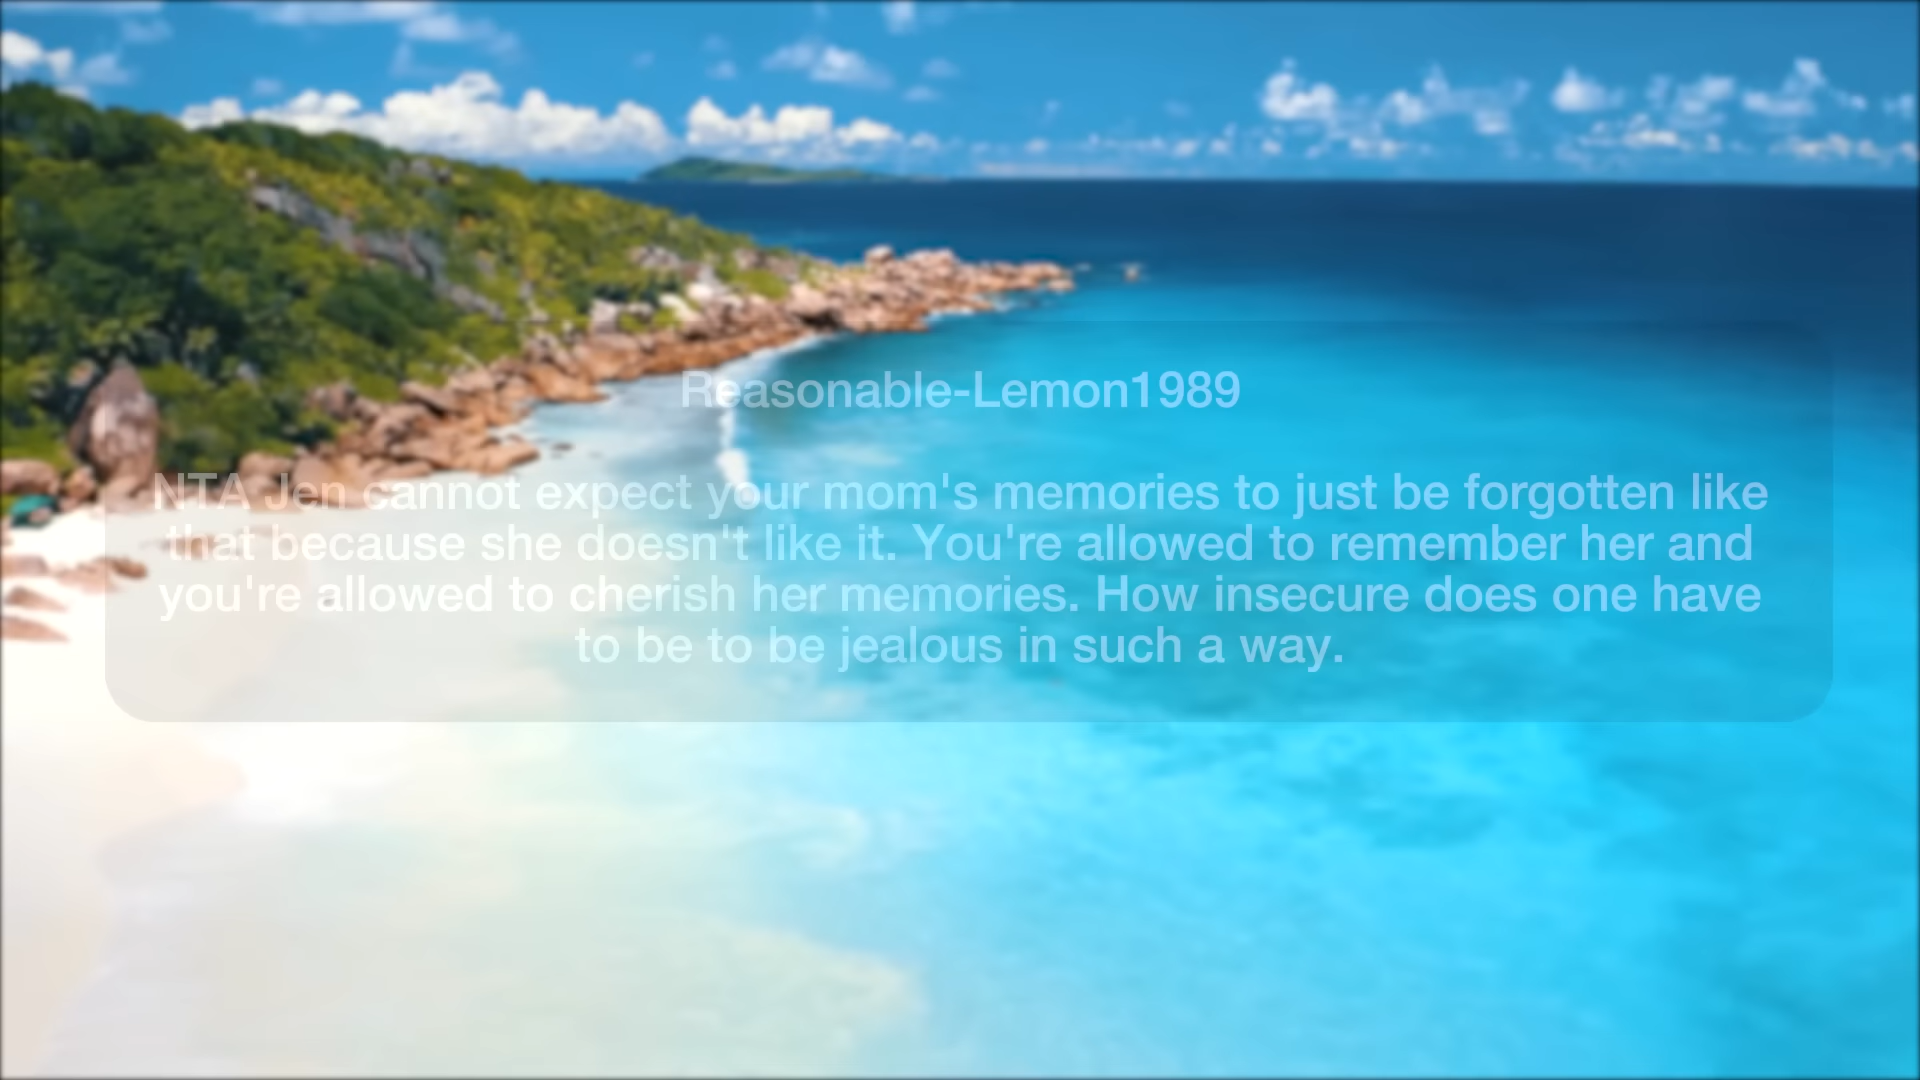 Reasonable-Lemon1989
NTA Jen cannot expect your mom's memories to just be forgotten like
that because she doesn't like it. You're allowed to remember her and
you're allowed to cherish her memories. How insecure does one have
to be to be jealous in such a way.